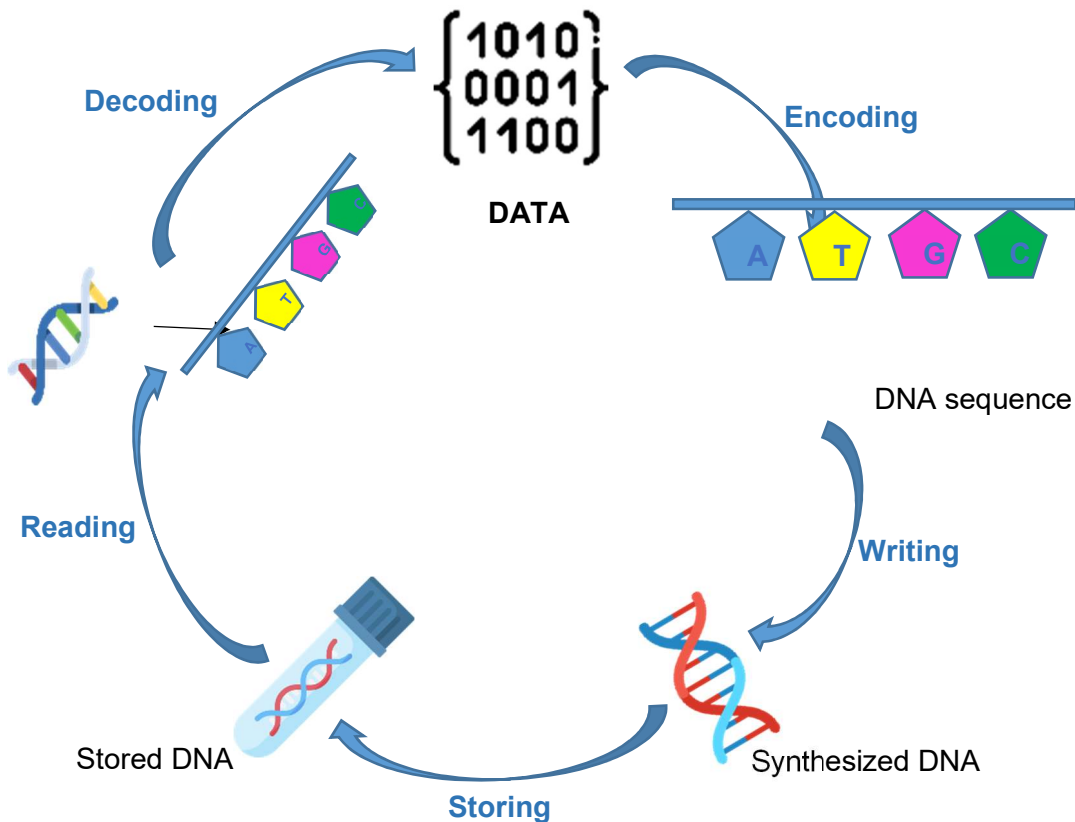 1010
0001
1100
DATA
Encoding
A T G C
DNA sequence
Writing
Synthesized DNA
Storing
Stored DNA
Reading
A T G C
Decoding